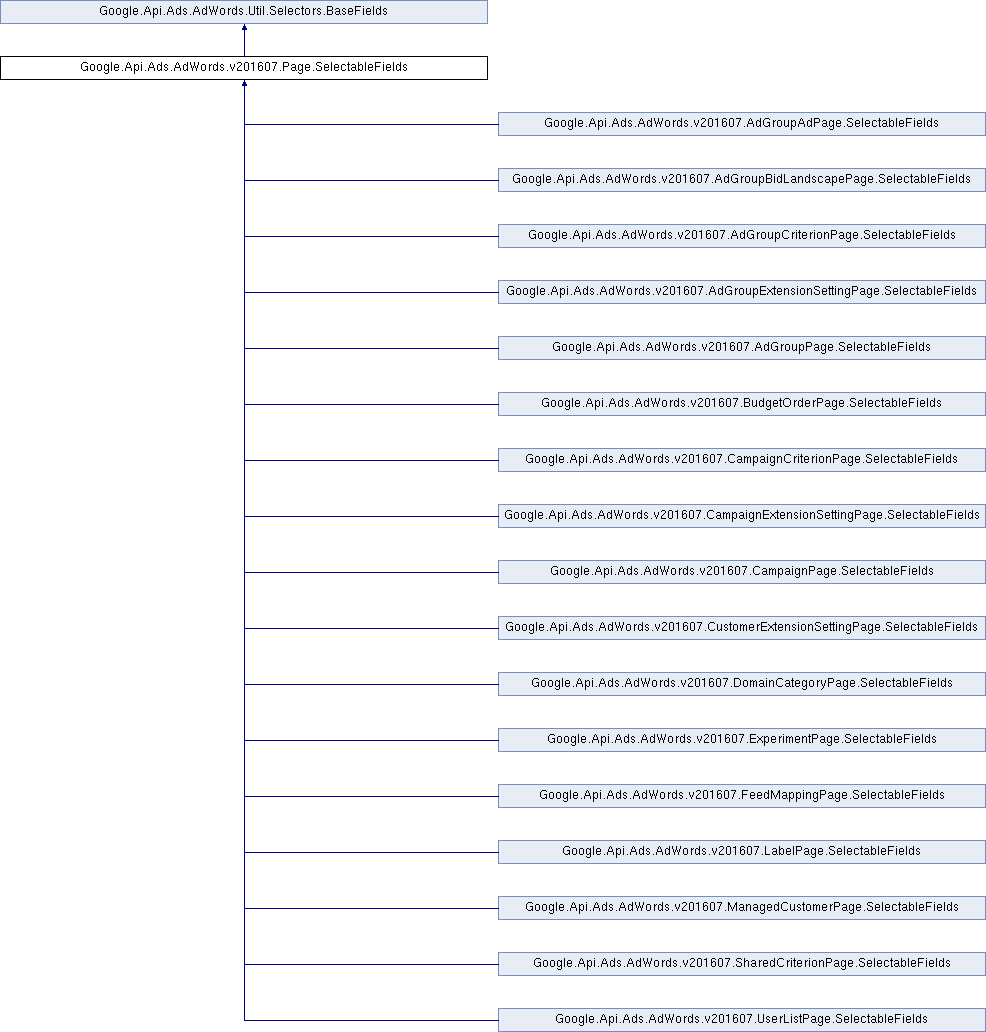 Google.Api.Ads.AdWords.Util.Selectors.BaseFields
Google.Api.Ads.AdWords.v201607.Page.SelectableFields
Google.Api.Ads.AdWords.v201607.AdGroupAdPage.SelectableFields
Google.Api.Ads.AdWords.v201607.AdGroupBidLandscapePage.SelectableFields
Google.Api.Ads.AdWords.v201607.AdGroupCriterionPage.SelectableFields
Google.Api.Ads.AdWords.v201607.AdGroupExtensionSettingPage.SelectableFields
Google.Api.Ads.AdWords.v201607.AdGroupPage.SelectableFields
Google.Api.Ads.AdWords.v201607.BudgetOrderPage.SelectableFields
Google.Api.Ads.AdWords.v201607.CampaignCriterionPage.SelectableFields
Google.Api.Ads.AdWords.v201607.CampaignExtensionSettingPage.SelectableFields
Google.Api.Ads.AdWords.v201607.CampaignPage.SelectableFields
Google.Api.Ads.AdWords.v201607.CustomerExtensionSettingPage.SelectableFields
Google.Api.Ads.AdWords.v201607.DomainCategoryPage.SelectableFields
Google.Api.Ads.AdWords.v201607.ExperimentPage.SelectableFields
Google.Api.Ads.AdWords.v201607.FeedMappingPage.SelectableFields
Google.Api.Ads.AdWords.v201607.LabelPage.SelectableFields
Google.Api.Ads.AdWords.v201607.ManagedCustomerPage.SelectableFields
Google.Api.Ads.AdWords.v201607.SharedCriterionPage.SelectableFields
Google.Api.Ads.AdWords.v201607.UserListPage.SelectableFields